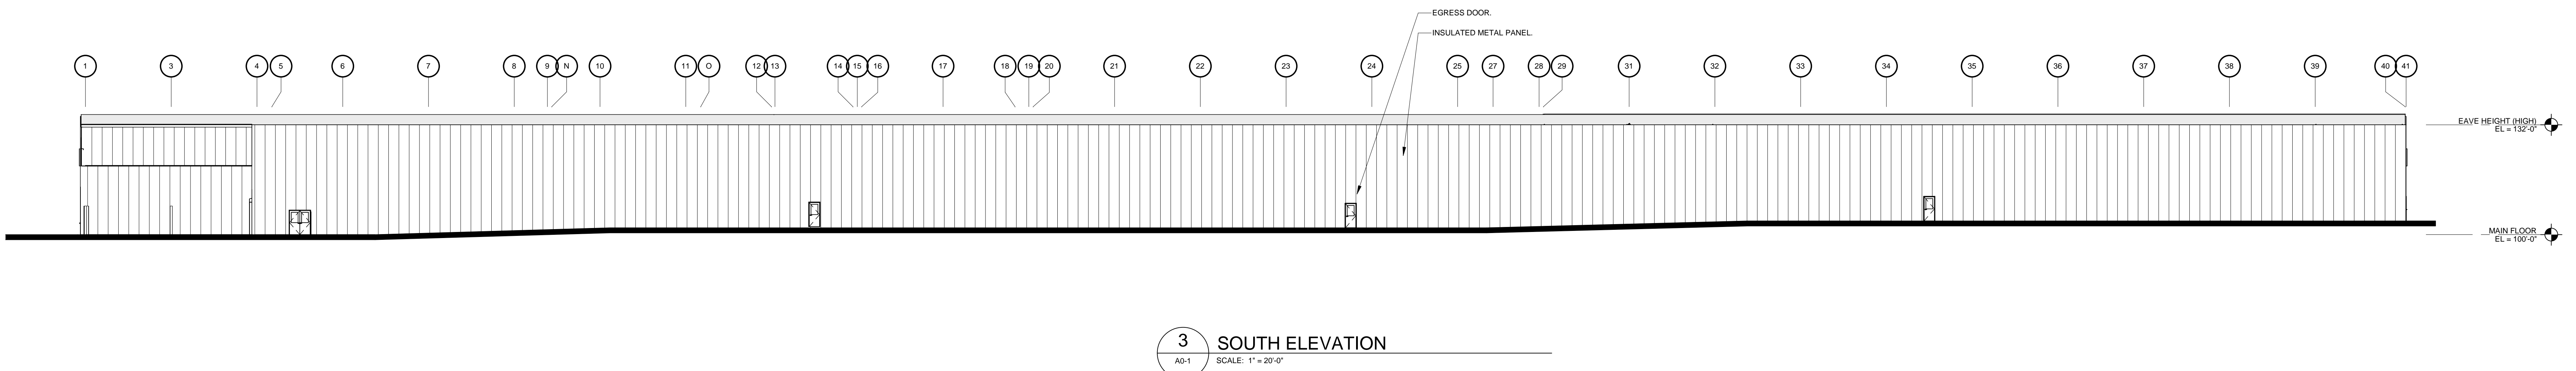 EGRESS DOOR.
INSULATED METAL PANEL.
1 3 4 5 6 7 8 9 N 10 11 O 12 13 14 15 16 17 18 19 20 21 22 23 24 25 27 28 29 31 32 33 34 35 36 37 38 39 40 41
EAVE HEIGHT (HIGH)
EL = 132'-0"
MAIN FLOOR
EL = 100'-0"
3 SOUTH ELEVATION
A0-1 SCALE: 1" = 20'-0"